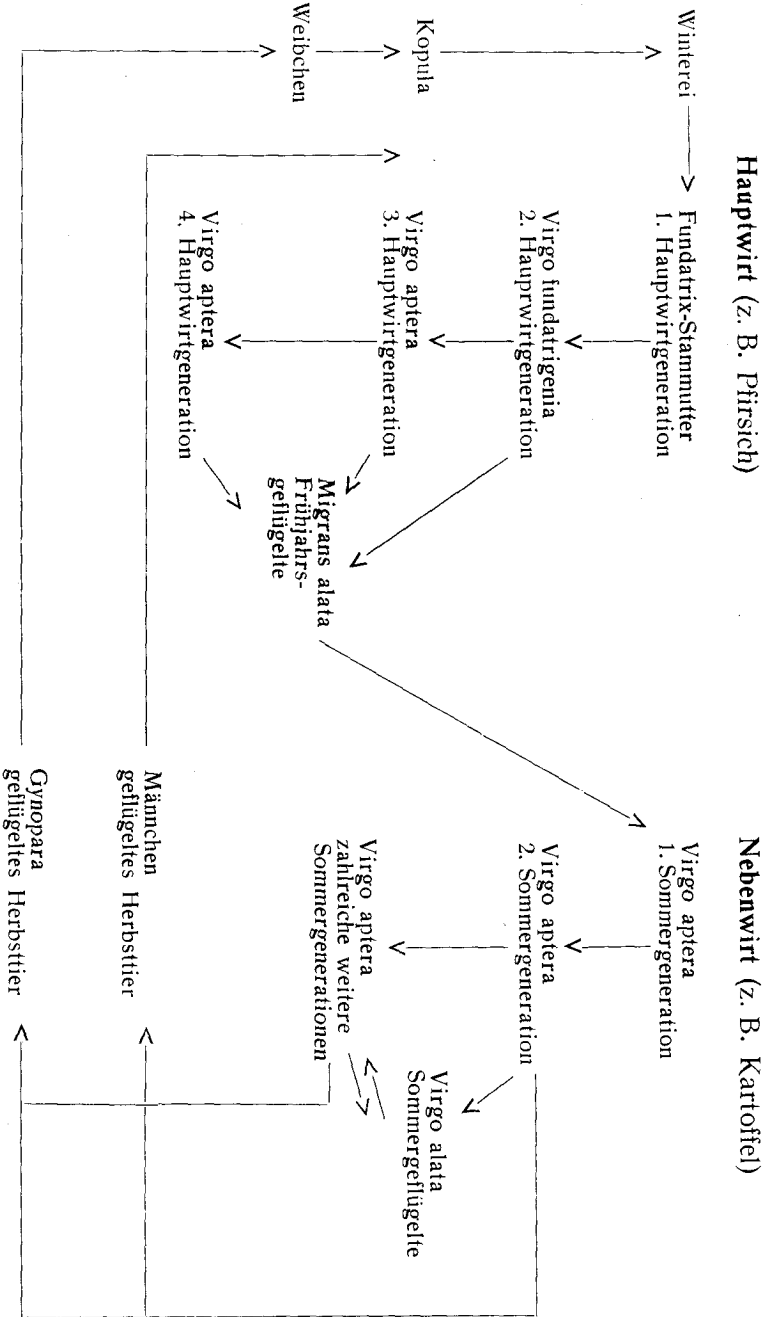 Hauptwirt (z. B. Pfirsich)
Nebenwirt (z. B. Kartoffel)
Winterei
Fundatrix-Stammutter
1. Hauptwirtgeneration
Virgo aptera
1. Sommergeneration
Virgo fundatrigenia
2. Hauprwirtgeneration
Virgo aptera
2. Sommergeneration
Kopula
Virgo aptera
3. Hauptwirtgeneration
Virgo alata
Sommergeflügelte
Migrans alata
Frühjahrs-
geflügelte
Virgo aptera
zahlreiche weitere
Sommergenerationen
Weibchen
Virgo aptera
4. Hauptwirtgeneration
Männchen
geflügeltes Herbsttier
Gynopara
geflügeltes Herbsttier